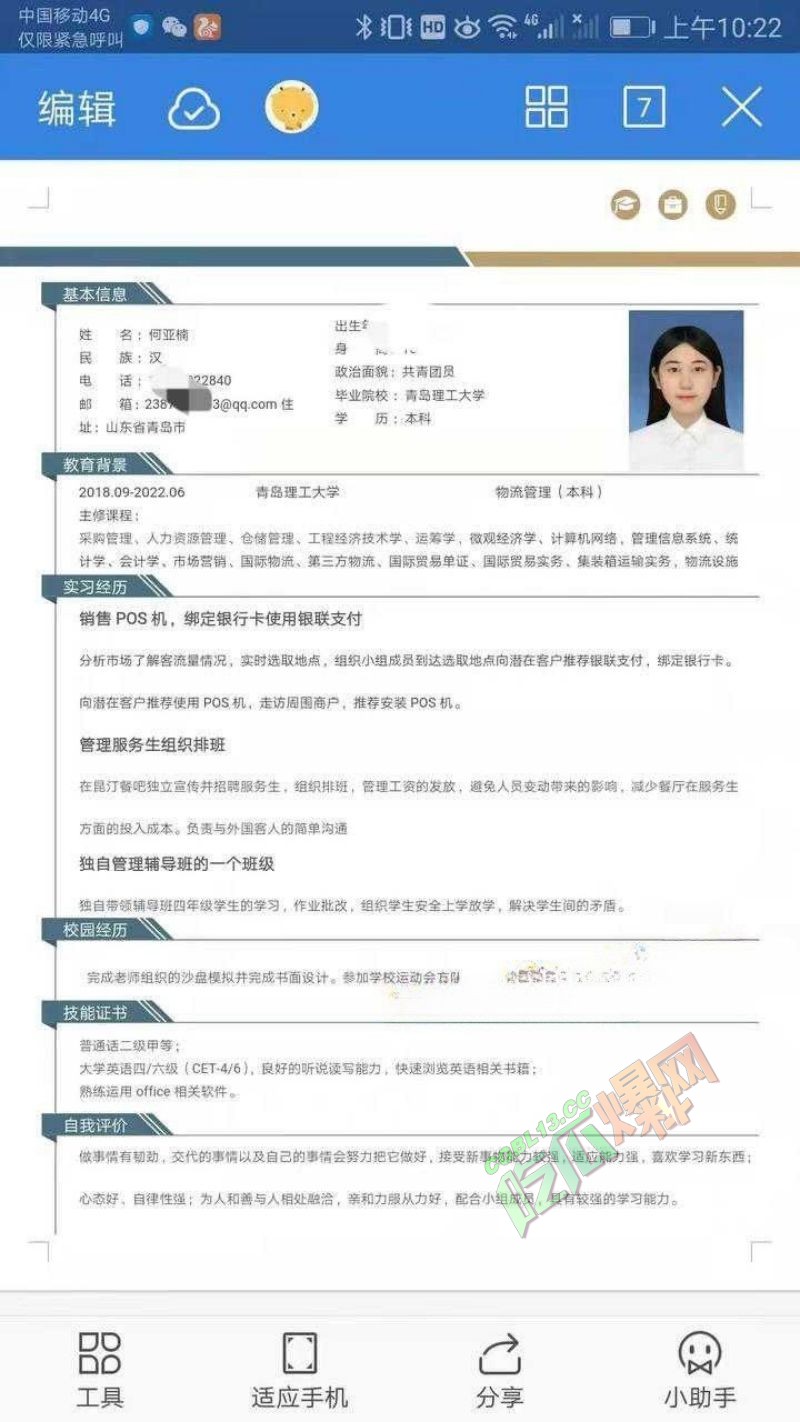 中国移动4G
仅限紧急呼叫
HD
4G
上午10:22
编辑
7
基本信息
姓 名：何亚楠
民 族：汉
电 话： 22840
邮 箱：238 3@qq.com 住
址：山东省青岛市
出生
身
政治面貌：共青团员
毕业院校：青岛理工大学
学 历：本科
教育背景
2018.09-2022.06 青岛理工大学 物流管理（本科）
主修课程：
采购管理、人力资源管理、仓储管理、工程经济技术学、运筹学，微观经济学、计算机网络，管理信息系统、统
计学、会计学、市场营销、国际物流、第三方物流、国际贸易单证、国际贸易实务、集装箱运输实务，物流设施
实习经历
销售 POS 机，绑定银行卡使用银联支付
分析市场了解客流量情况，实时选取地点，组织小组成员到达选取地点向潜在客户推荐银联支付，绑定银行卡。
向潜在客户推荐使用 POS 机，走访周围商户，推荐安装 POS 机。
管理服务生组织排班
在昆汀餐吧独立宣传并招聘服务生，组织排班，管理工资的发放，避免人员变动带来的影响，减少餐厅在服务生
方面的投入成本。负责与外国客人的简单沟通
独自管理辅导班的一个班级
独自带领辅导班四年级学生的学习，作业批改，组织学生安全上学放学，解决学生间的矛盾。
校园经历
完成老师组织的沙盘模拟并完成书面设计。参加学校运动会方队
技能证书
普通话二级甲等；
大学英语四/六级（CET-4/6），良好的听说读写能力，快速浏览英语相关书籍；
熟练运用 office 相关软件。
自我评价
做事情有韧劲，交代的事情以及自己的事情会努力把它做好，接受新事物能力较强，适应能力强，喜欢学习新东西；
心态好、自律性强；为人和善与人相处融洽，亲和力服从力好，配合小组成员，具有较强的学习能力。
CGBL13.CC
吃瓜爆料网
工具
适应手机
分享
小助手